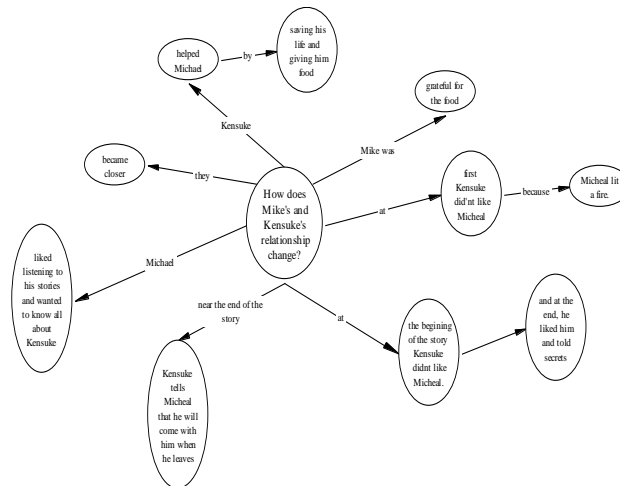 saving his
life and
giving him
food
helped
Michael
by
grateful for
the food
Kensuke
Mike was
became
closer
they
first
Kensuke
did'nt like
Micheal
because
Micheal lit
a fire.
at
How does
Mike's and
Kensuke's
relationship
change?
liked
listening to
his stories
and wanted
to know all
about
Kensuke
Michael
near the end of the
story
at
the begining
of the story
Kensuke
didnt like
Micheal.
and at the
end, he
liked him
and told
secrets
Kensuke
tells
Micheal
that he will
come with
him when
he leaves